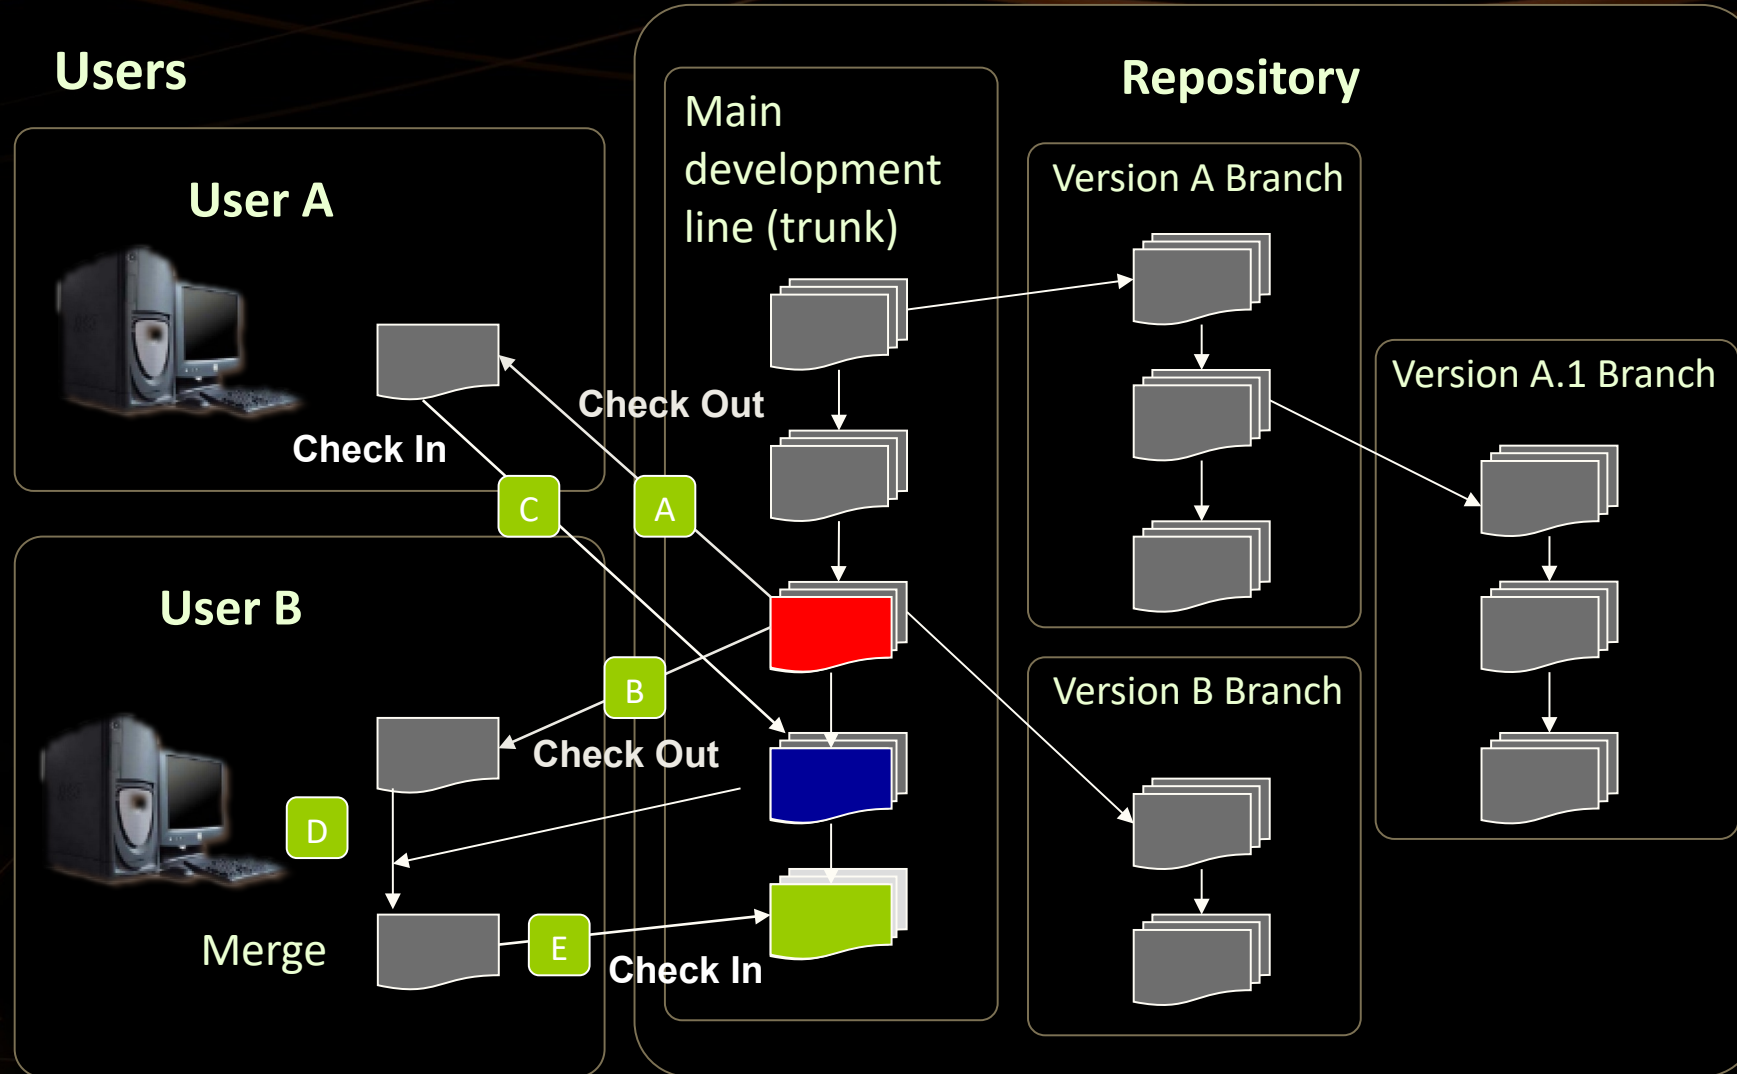 Users
Repository
Main
development
line (trunk)
Version A Branch
User A
Version A.1 Branch
Check Out
Check In
C
A
User B
B
Version B Branch
Check Out
D
Merge
E
Check In